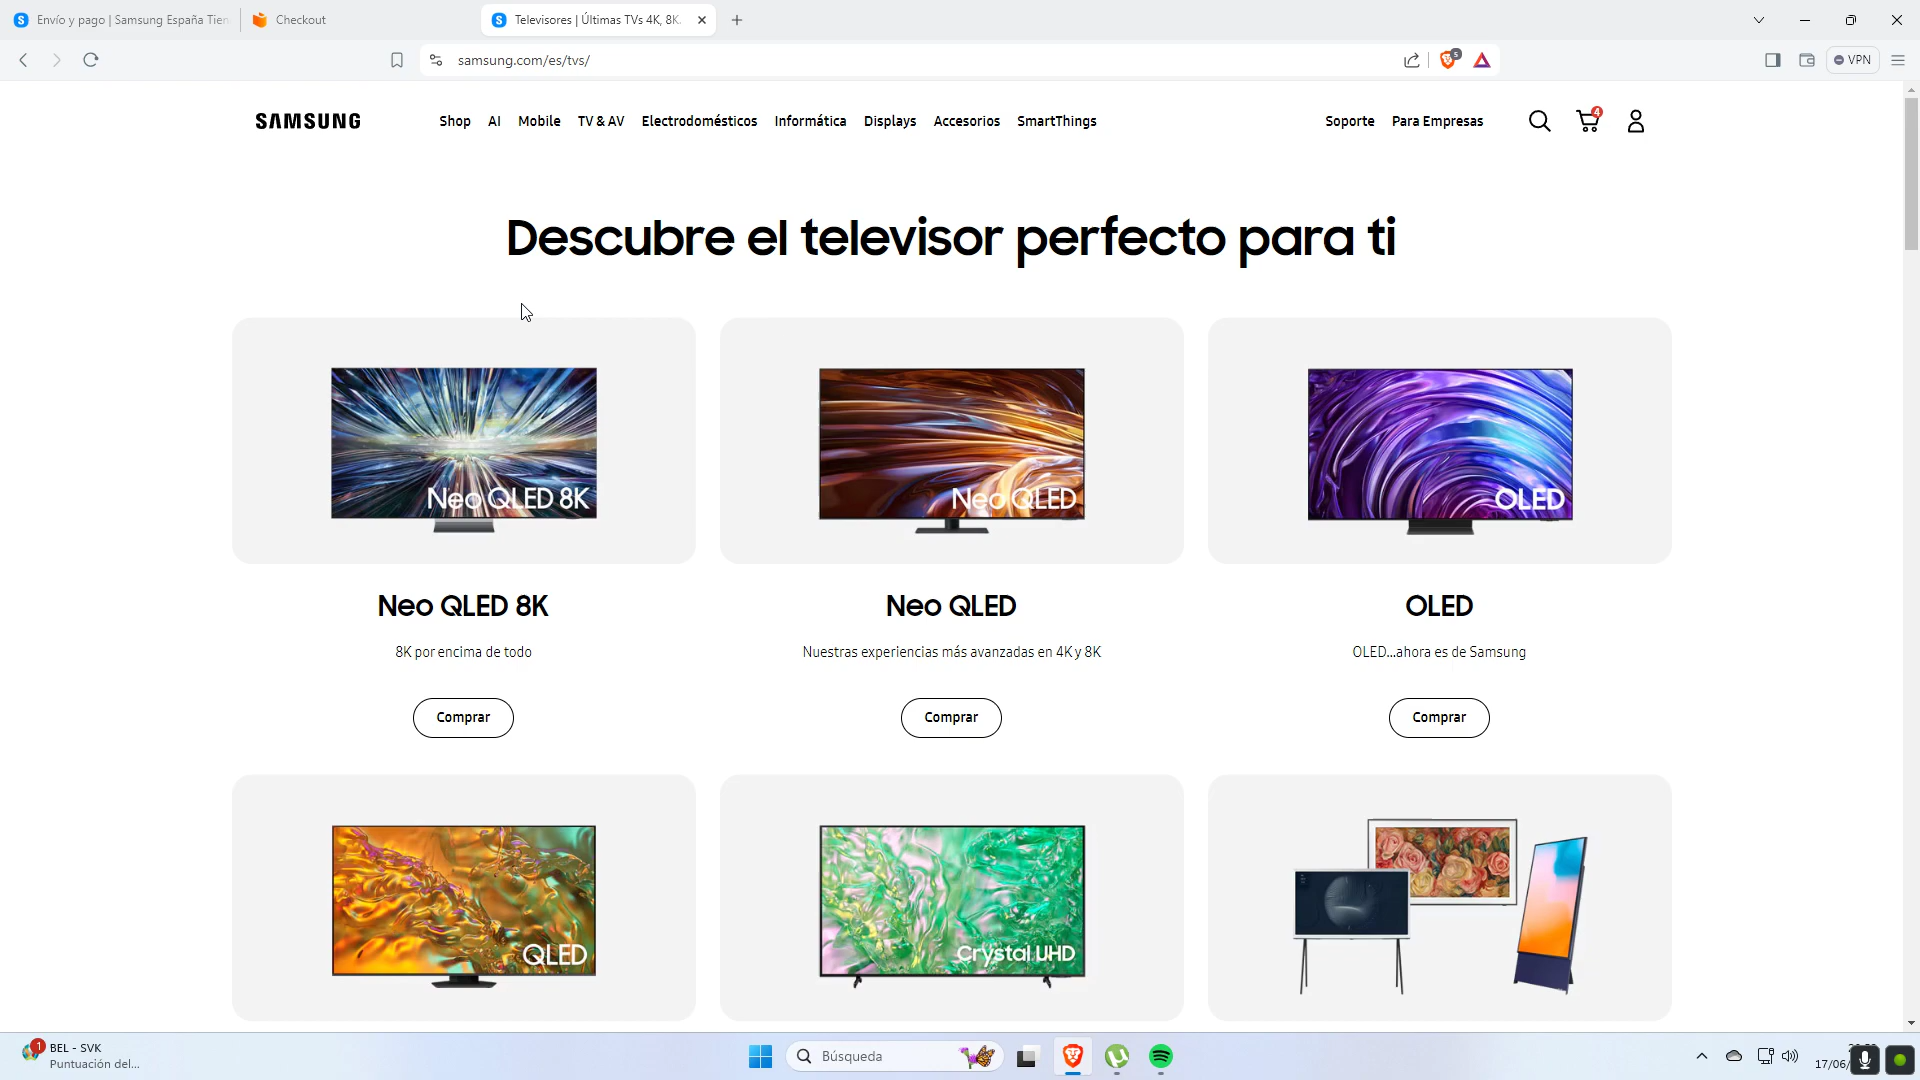 Envío y pago | Samsung España Tien
Checkout
Televisores | Últimas TVs 4K, 8K
samsung.com/es/tvs/
5
VPN
SAMSUNG
Shop AI Mobile TV & AV Electrodomésticos Informática Displays Accesorios SmartThings
Soporte Para Empresas
4
Descubre el televisor perfecto para ti
Neo QLED 8K
Neo QLED
OLED
Neo QLED 8K
Neo QLED
OLED
8K por encima de todo
Nuestras experiencias más avanzadas en 4K y 8K
OLED...ahora es de Samsung
Comprar
Comprar
Comprar
QLED
Crystal UHD
1
BEL - SVK
Puntuación del...
Búsqueda
17/06/